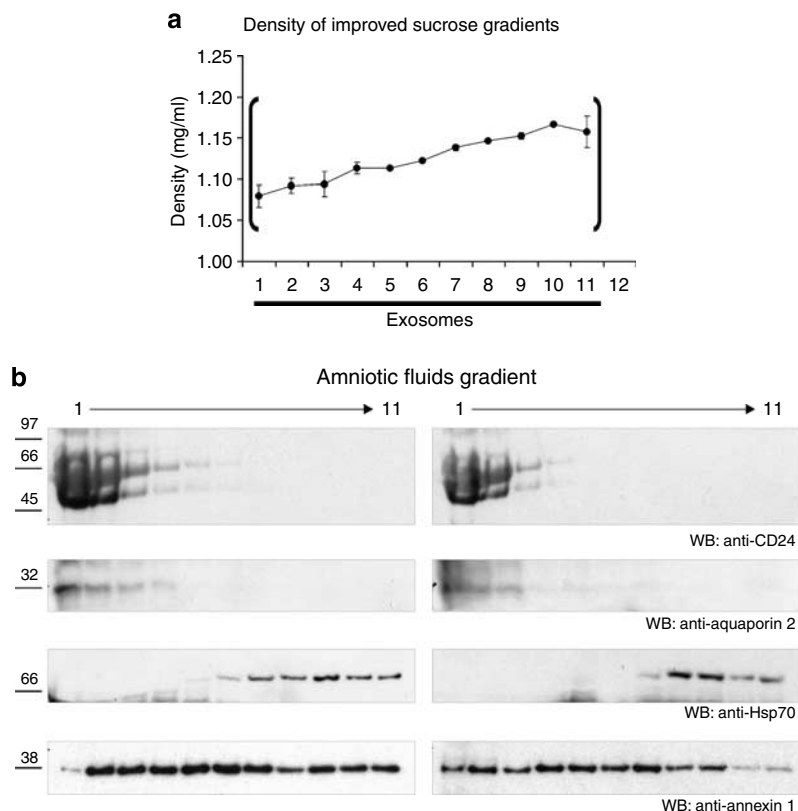 a
Density of improved sucrose gradients
Density (mg/ml)
1.25
1.20
1.15
1.10
1.05
1.00
1 2 3 4 5 6 7 8 9 10 11 12
Exosomes
b
Amniotic fluids gradient
1 11 1 11
97
66
45
WB: anti-CD24
32
WB: anti-aquaporin 2
66
WB: anti-Hsp70
38
WB: anti-annexin 1